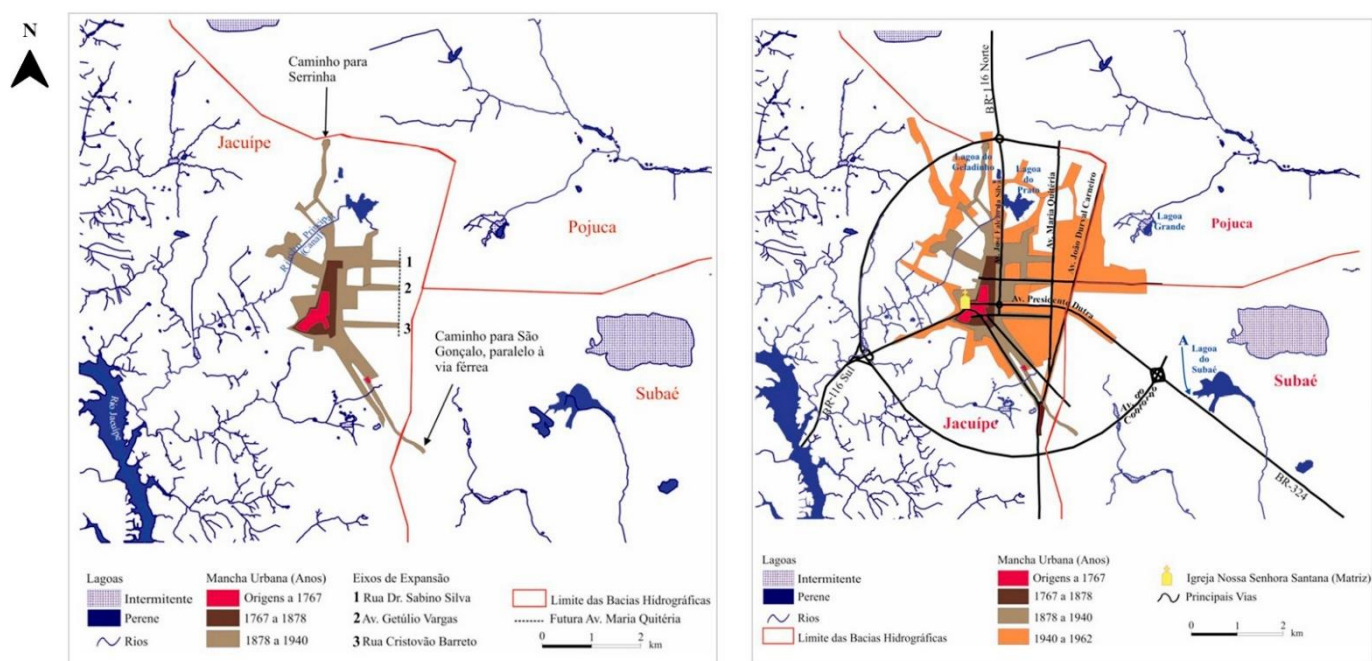 N
Caminho para
Serrinha
Jacuípe
Pojuca
(Canal)
1
2
3
Caminho para São
Gonçalo, paralelo à
via férrea
Subaé
Rio Jacuípe
Lagoas
Intermitente
Perene
Rios
Mancha Urbana (Anos)
Origens a 1767
1767 a 1878
1878 a 1940
Eixos de Expansão
1 Rua Dr. Sabino Silva
2 Av. Getúlio Vargas
3 Rua Cristovão Barreto
Limite das Bacias Hidrográficas
Futura Av. Maria Quitéria
0 1 2
km
BR-116 Norte
Lagoa do
Geladinho
Lagoa
do
Prato
Av. Maria Quitéria
Av. João Durval Carneiro
Lagoa
Grande
Pojuca
Av. Presidente Dutra
A
Lagoa do
Subaé
Subaé
BR-116 Sul
Jacuípe
Av. do
Contorno
BR-324
Lagoas
Intermitente
Perene
Rios
Limite das Bacias Hidrográficas
Mancha Urbana (Anos)
Origens a 1767
1767 a 1878
1878 a 1940
1940 a 1962
Igreja Nossa Senhora Santana (Matriz)
Principais Vias
0 1 2
km